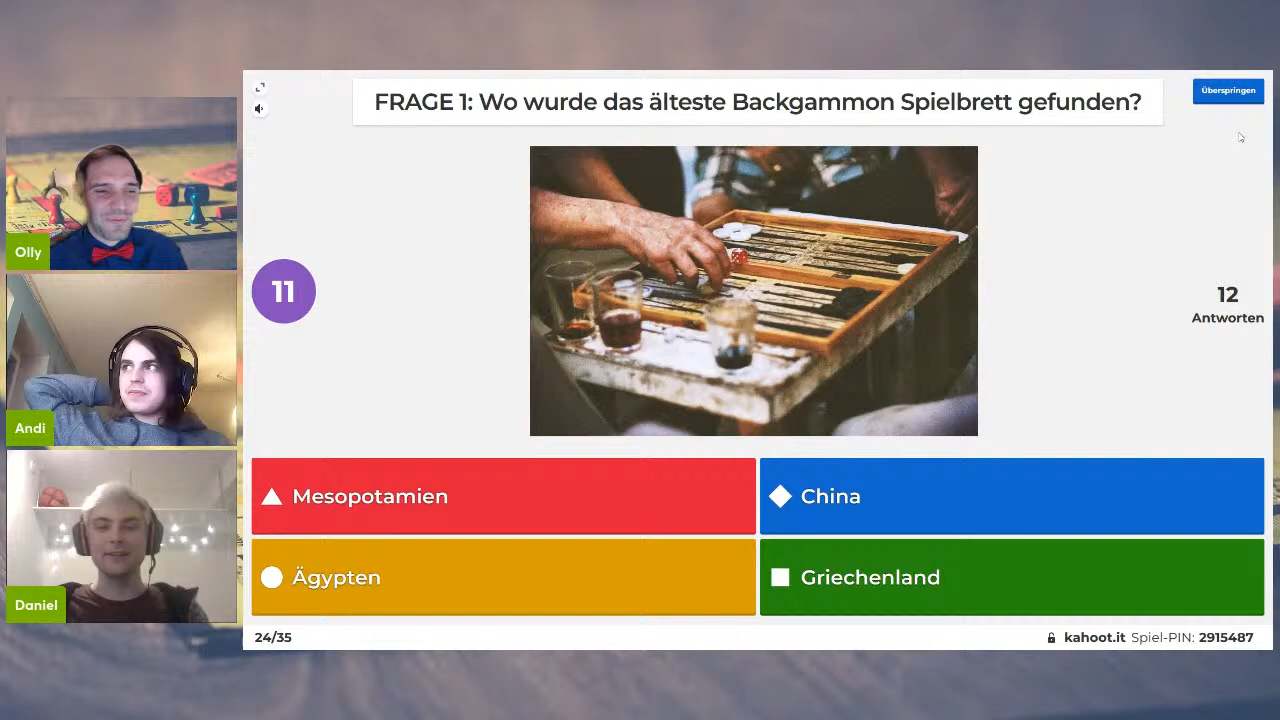 FRAGE 1: Wo wurde das älteste Backgammon Spielbrett gefunden?
Überspringen
Olly
11
12
Antworten
Andi
Mesopotamien
China
Ägypten
Griechenland
Daniel
24/35
kahoot.it Spiel-PIN: 2915487